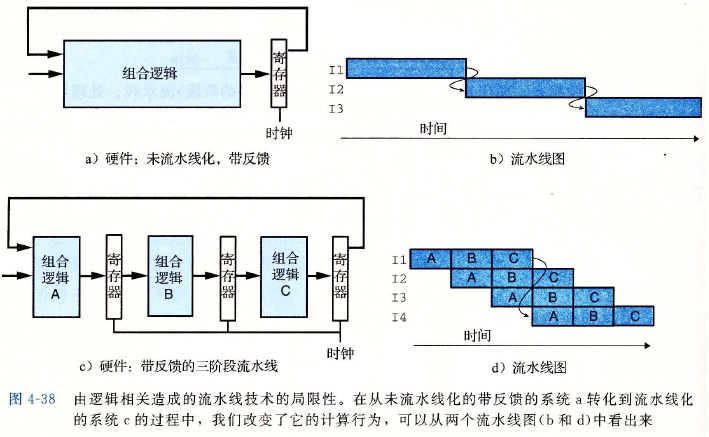 组合逻辑
寄存器
时钟
a）硬件：未流水线化，带反馈
I1
I2
I3
时间
b）流水线图
组合
逻辑
A
寄存器
组合
逻辑
B
寄存器
组合
逻辑
C
寄存器
时钟
c）硬件：带反馈的三阶段流水线
I1 A B C
I2 A B C
I3 A B C
I4 A B C
时间
d）流水线图
图 4-38 由逻辑相关造成的流水线技术的局限性。在从未流水线化的带反馈的系统 a 转化到流水线化
的系统 c 的过程中，我们改变了它的计算行为，可以从两个流水线图(b 和 d)中看出来